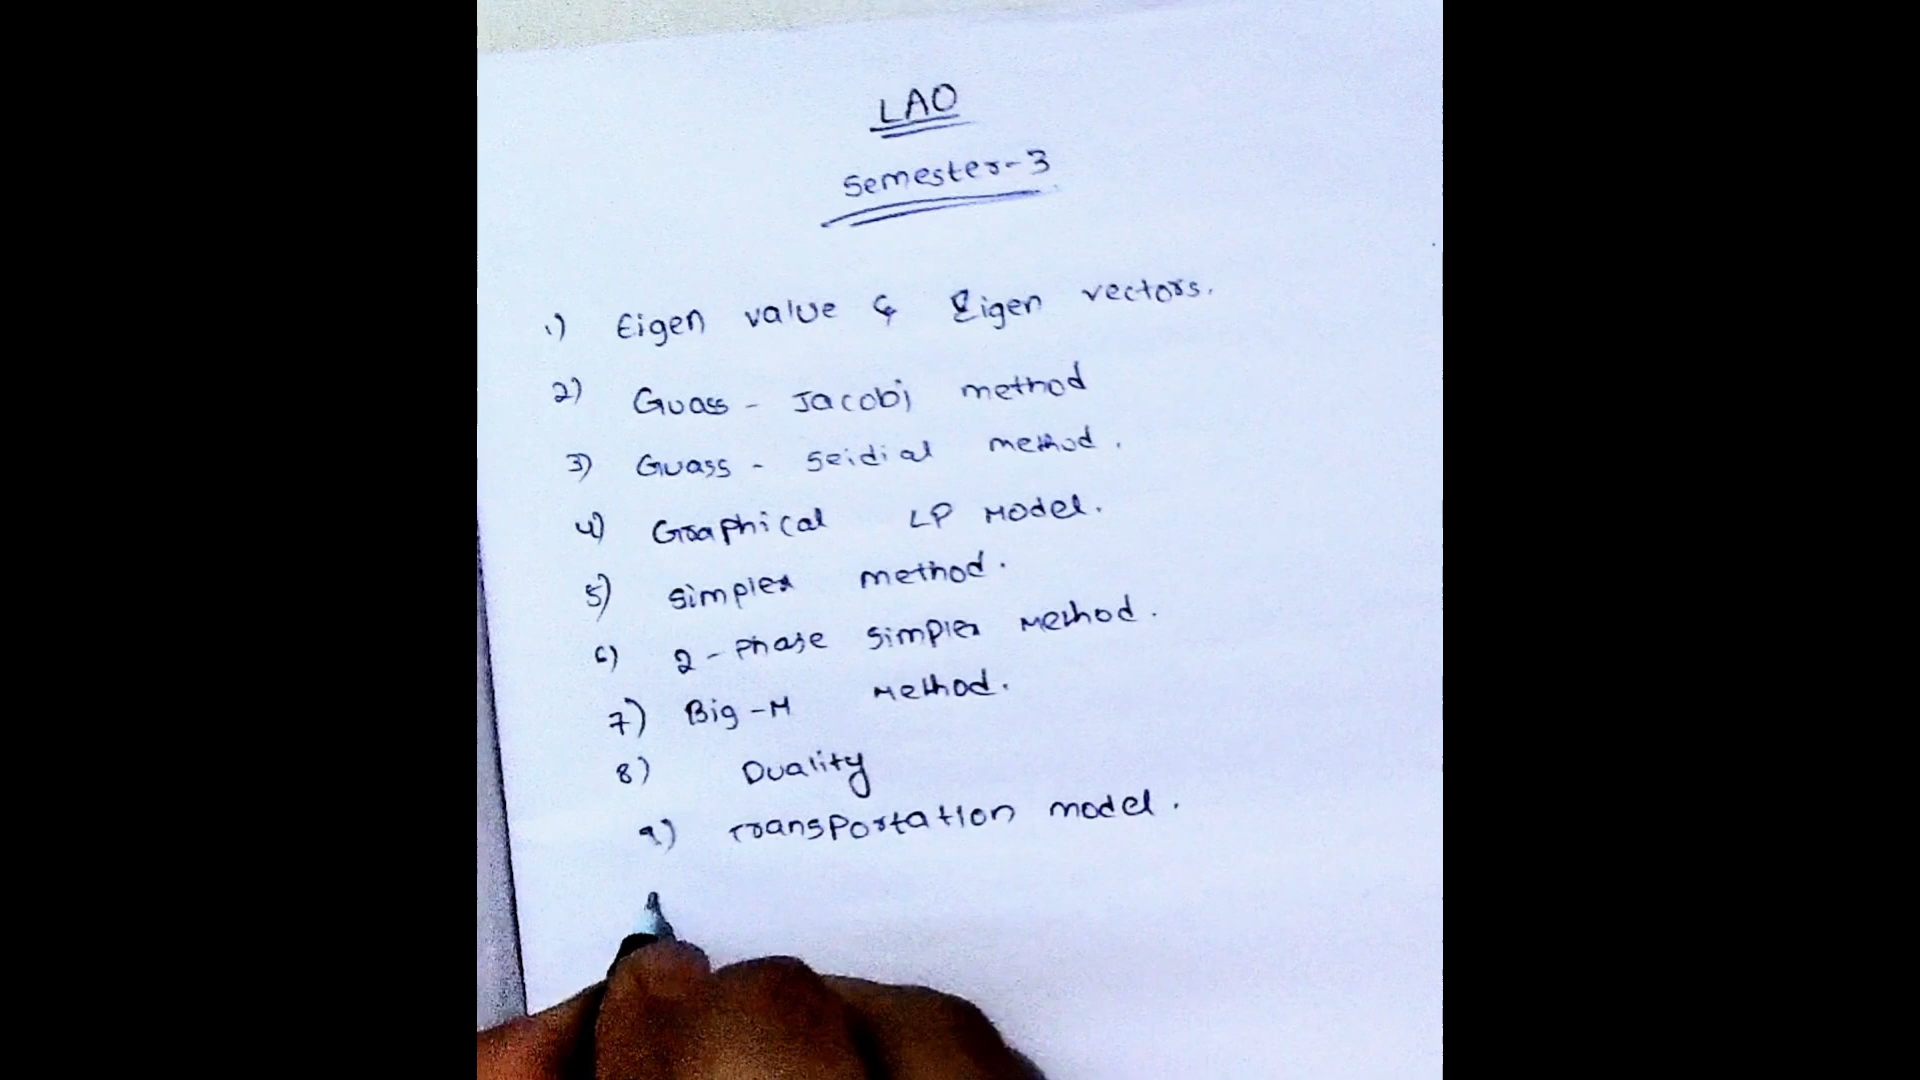 LAO
Semester-3
1) Eigen value & Eigen vectors.
2) Guass - Jacobi method
3) Guass - Seidial method.
4) Graphical LP Model.
5) simplex method.
6) 2-Phase simplex Method.
7) Big-M Method.
8) Duality
9) Transportation model.